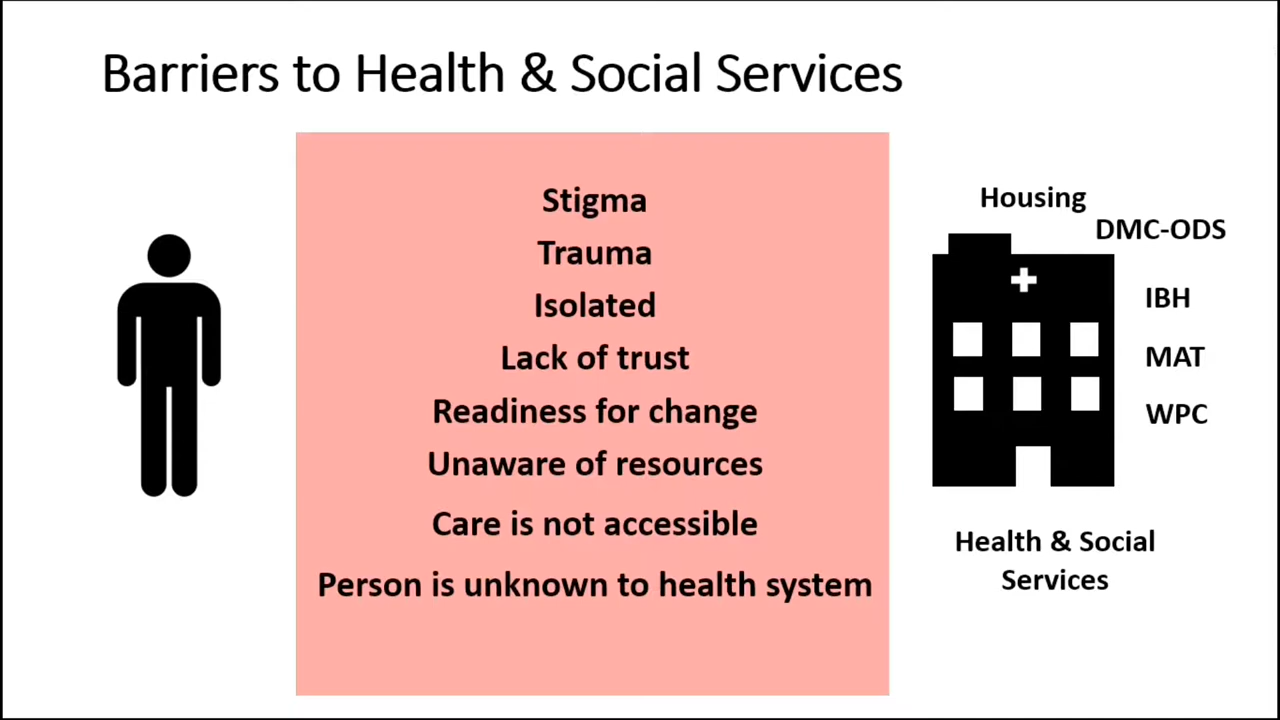 Barriers to Health & Social Services
Stigma
Trauma
Isolated
Lack of trust
Readiness for change
Unaware of resources
Care is not accessible
Person is unknown to health system
Housing
DMC-ODS
IBH
MAT
WPC
Health & Social
Services